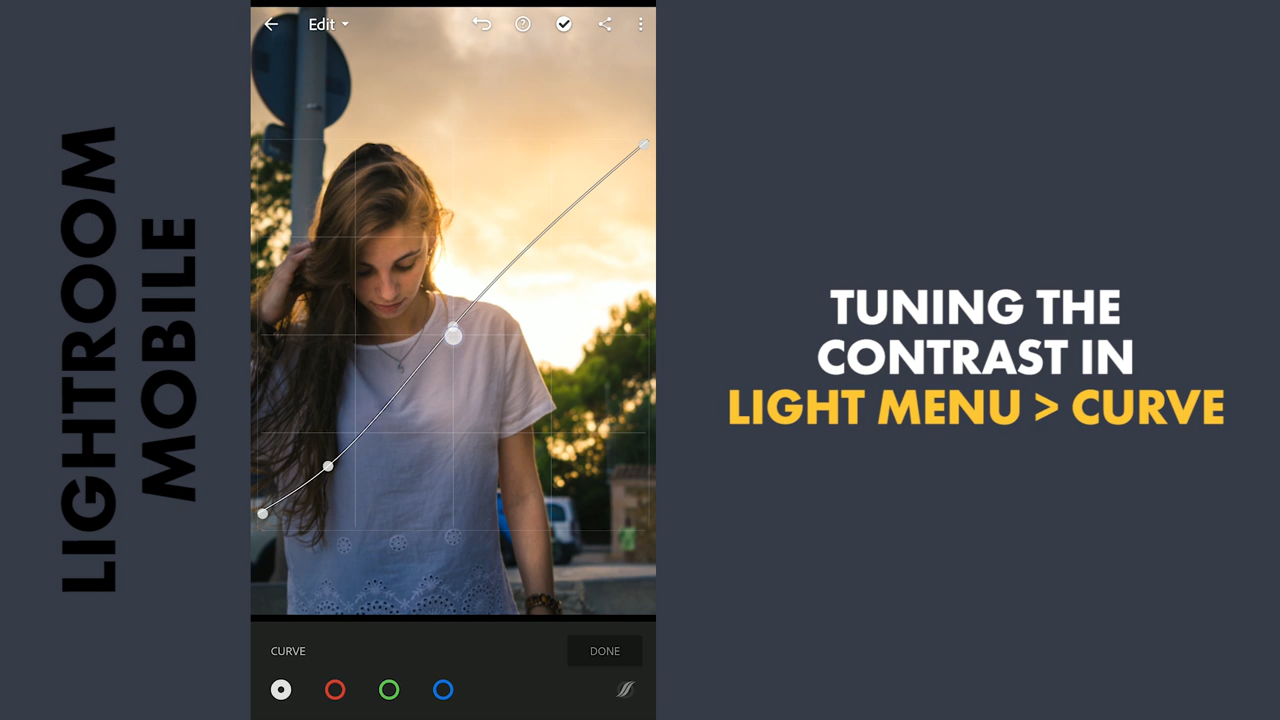 LIGHTROOM
MOBILE
Edit
TUNING THE
CONTRAST IN
LIGHT MENU > CURVE
CURVE
DONE